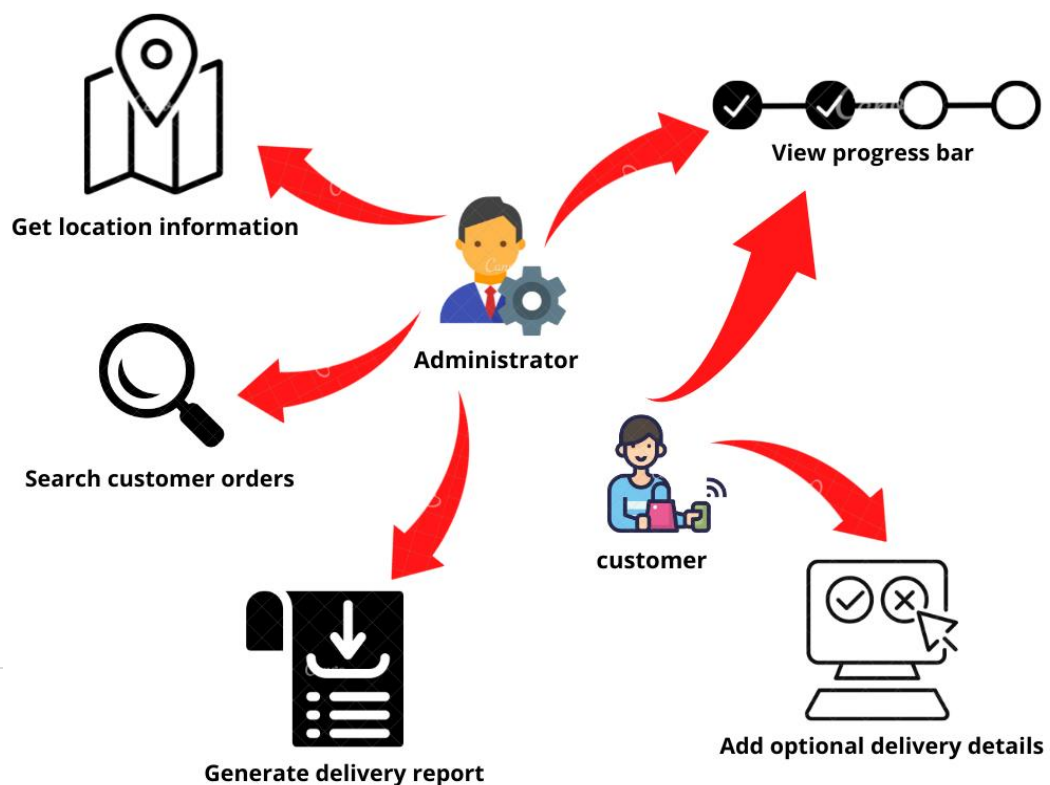 View progress bar
Get location information
Administrator
Search customer orders
customer
Add optional delivery details
Generate delivery report